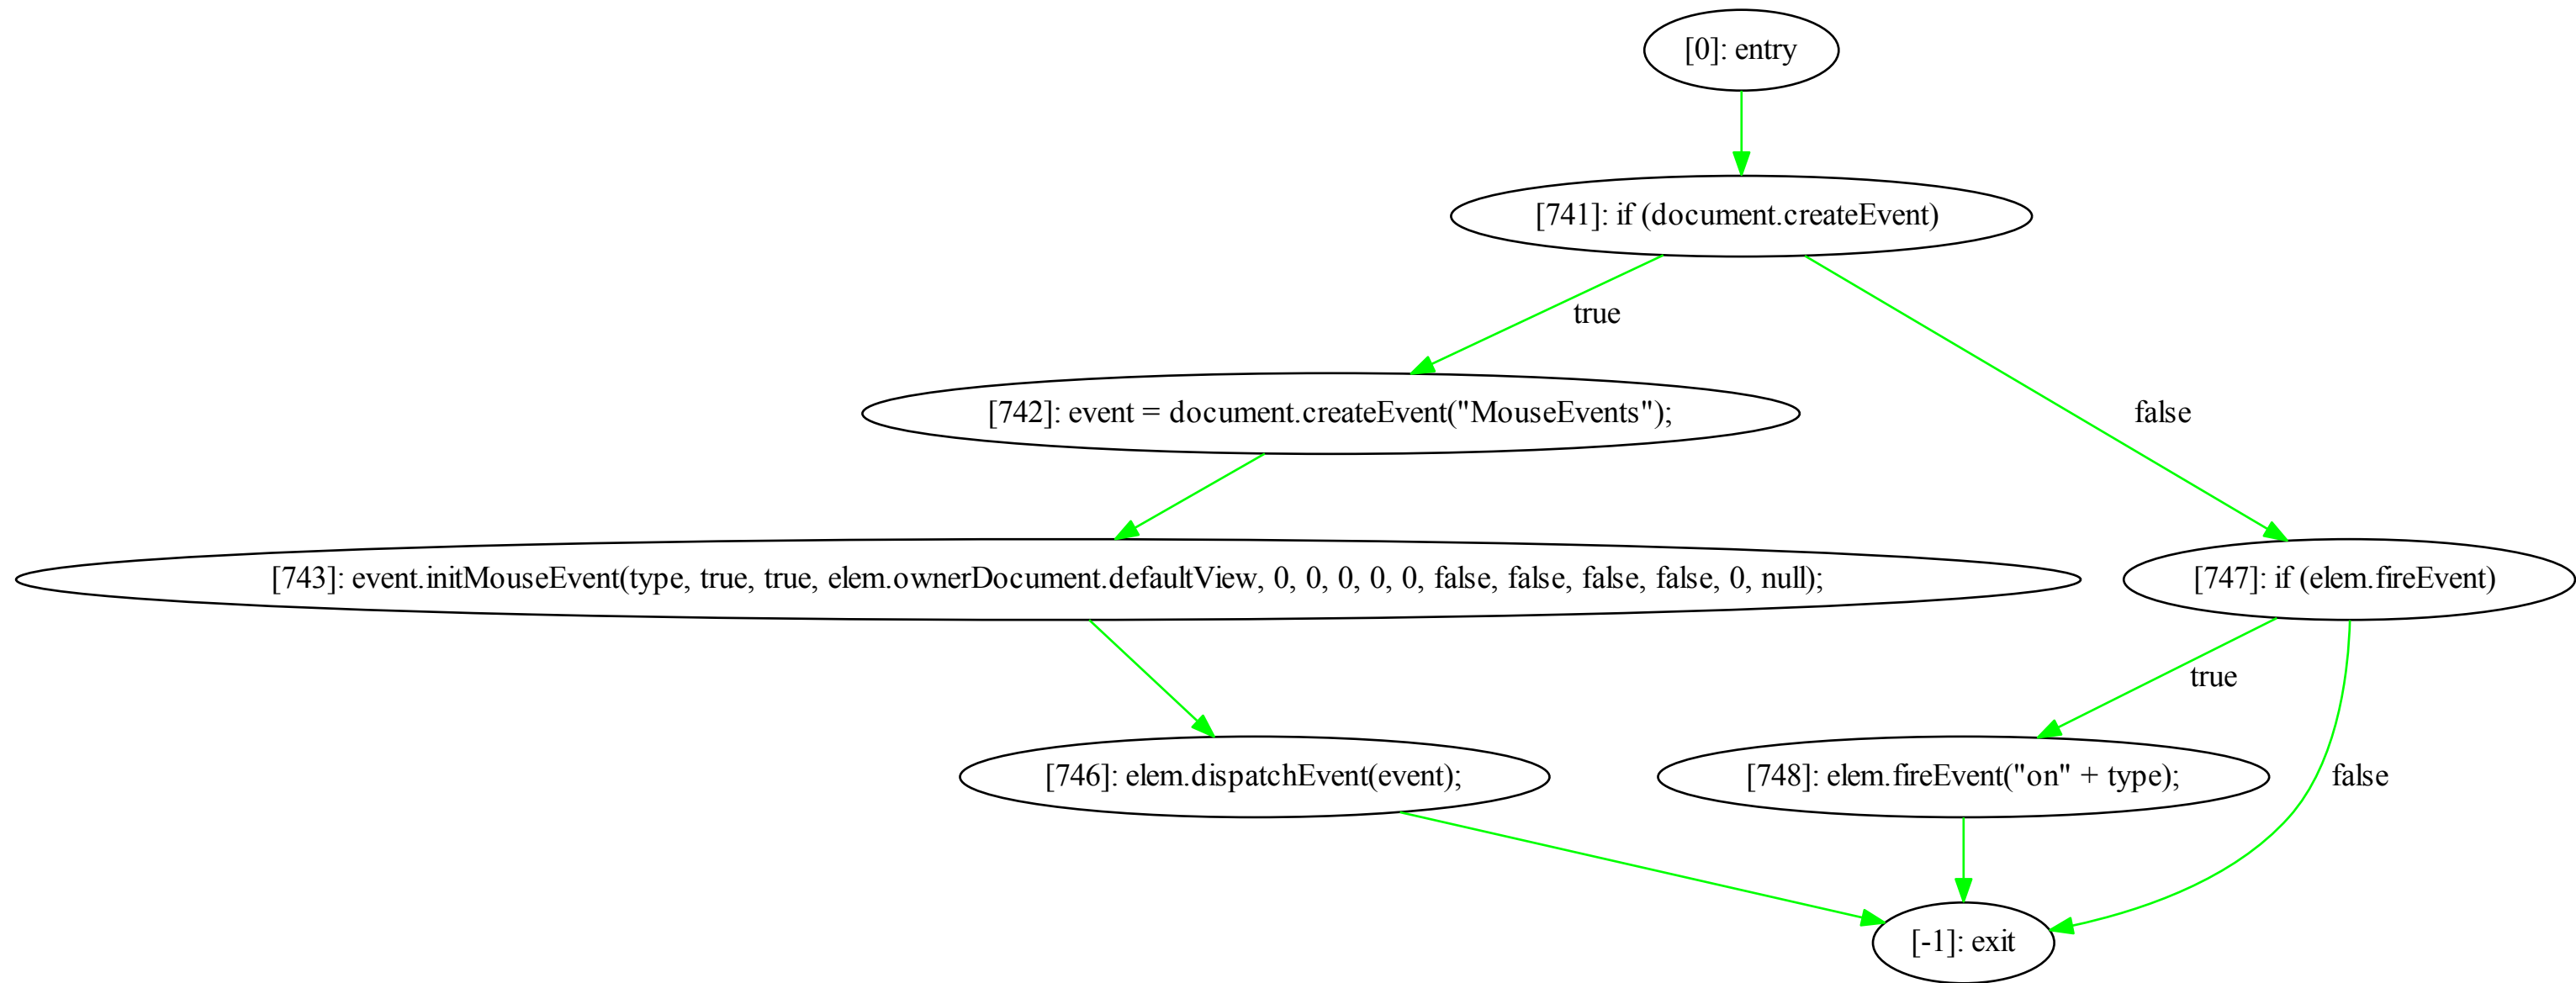 [0]: entry
[741]: if (document.createEvent)
true
[742]: event = document.createEvent("MouseEvents");
false
[743]: event.initMouseEvent(type, true, true, elem.ownerDocument.defaultView, 0, 0, 0, 0, 0, false, false, false, false, 0, null);
[747]: if (elem.fireEvent)
true
[746]: elem.dispatchEvent(event);
[748]: elem.fireEvent("on" + type);
false
[-1]: exit